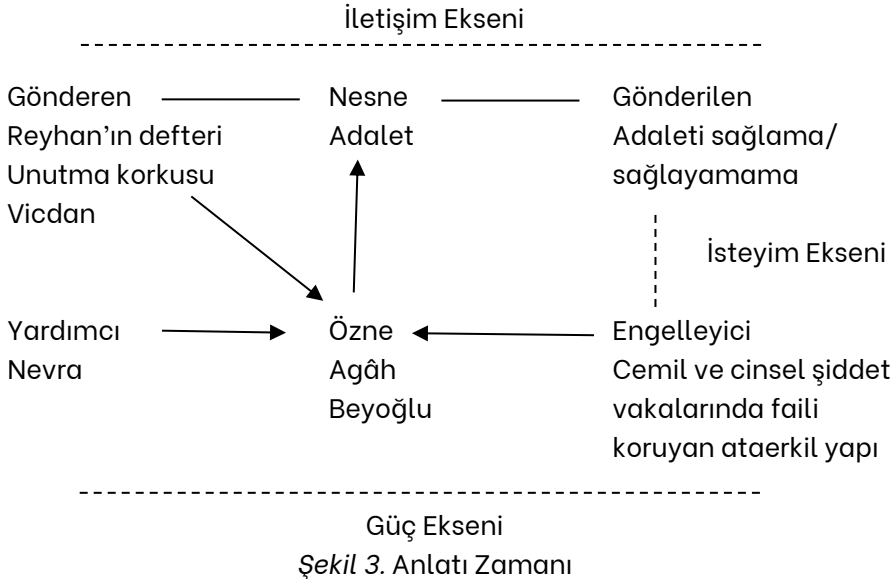 İletişim Ekseni
Gönderen Nesne Gönderilen
Reyhan’ın defteri Adalet Adaleti sağlama/
Unutma korkusu sağlayamama
Vicdan
İsteyim Ekseni
Yardımcı Özne Engelleyici
Nevra Agâh Cemil ve cinsel şiddet
Beyoğlu vakalarında faili
koruyan ataerkil yapı
Güç Ekseni
Şekil 3. Anlatı Zamanı